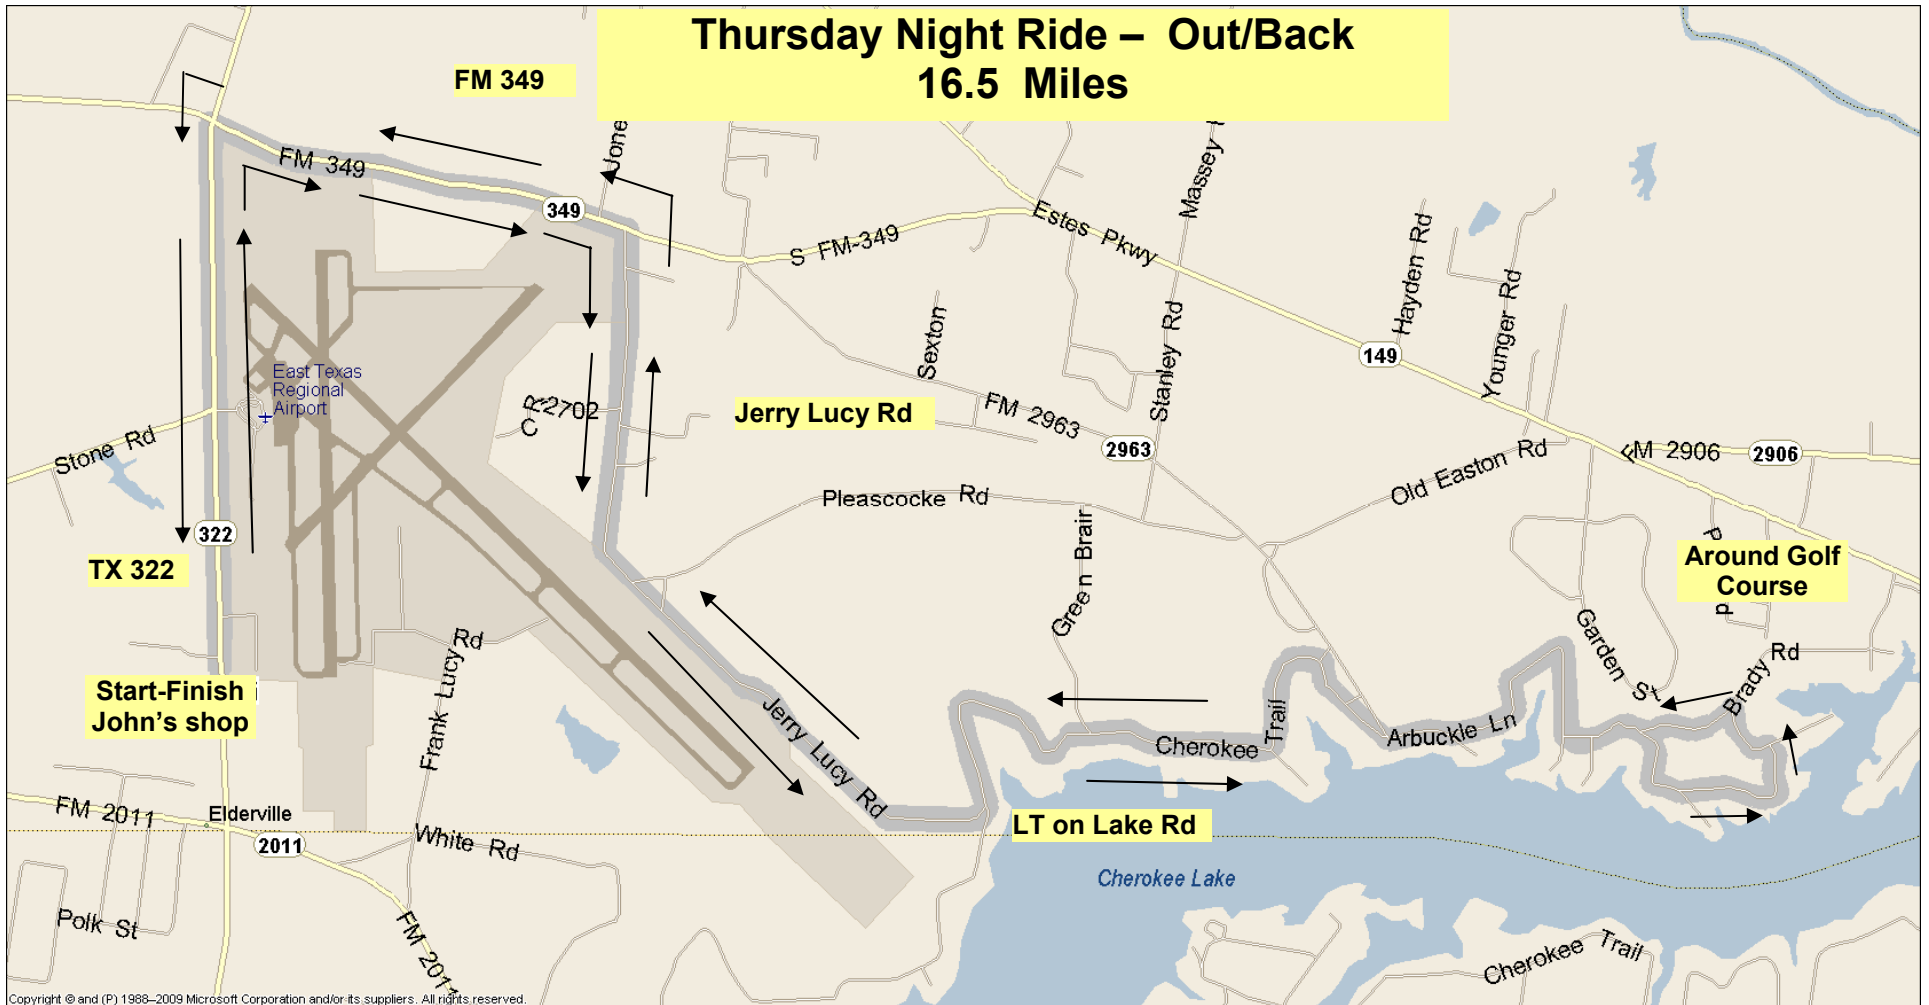 Thursday Night Ride – Out/Back
16.5 Miles
FM 349
FM 349
Jone
349
S FM-349
Estes Pkwy
Massey
Hayden Rd
Younger Rd
Stanley Rd
Sexton
149
East Texas
Regional
Airport
C R-2702
Jerry Lucy Rd
FM 2963
2963
FM 2906
2906
Old Easton Rd
Stone Rd
Pleascocke Rd
322
TX 322
Green Brair
Around Golf
Course
Garden St
Brady Rd
Frank Lucy Rd
Start-Finish
John's shop
Jerry Lucy Rd
Cherokee Trail
Arbuckle Ln
FM 2011
Elderville
2011
White Rd
LT on Lake Rd
Cherokee Lake
Polk St
FM 2011
Cherokee Trail
Copyright © and (P) 1988–2009 Microsoft Corporation and/or its suppliers. All rights reserved.